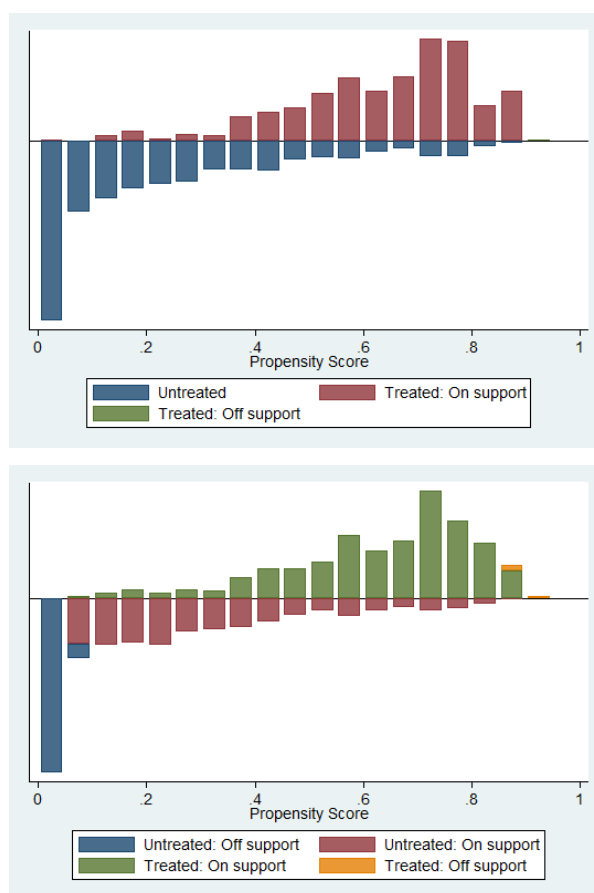 0 .2 .4 .6 .8 1
Propensity Score
Untreated Treated: On support
Treated: Off support
0 .2 .4 .6 .8 1
Propensity Score
Untreated: Off support Untreated: On support
Treated: On support Treated: Off support